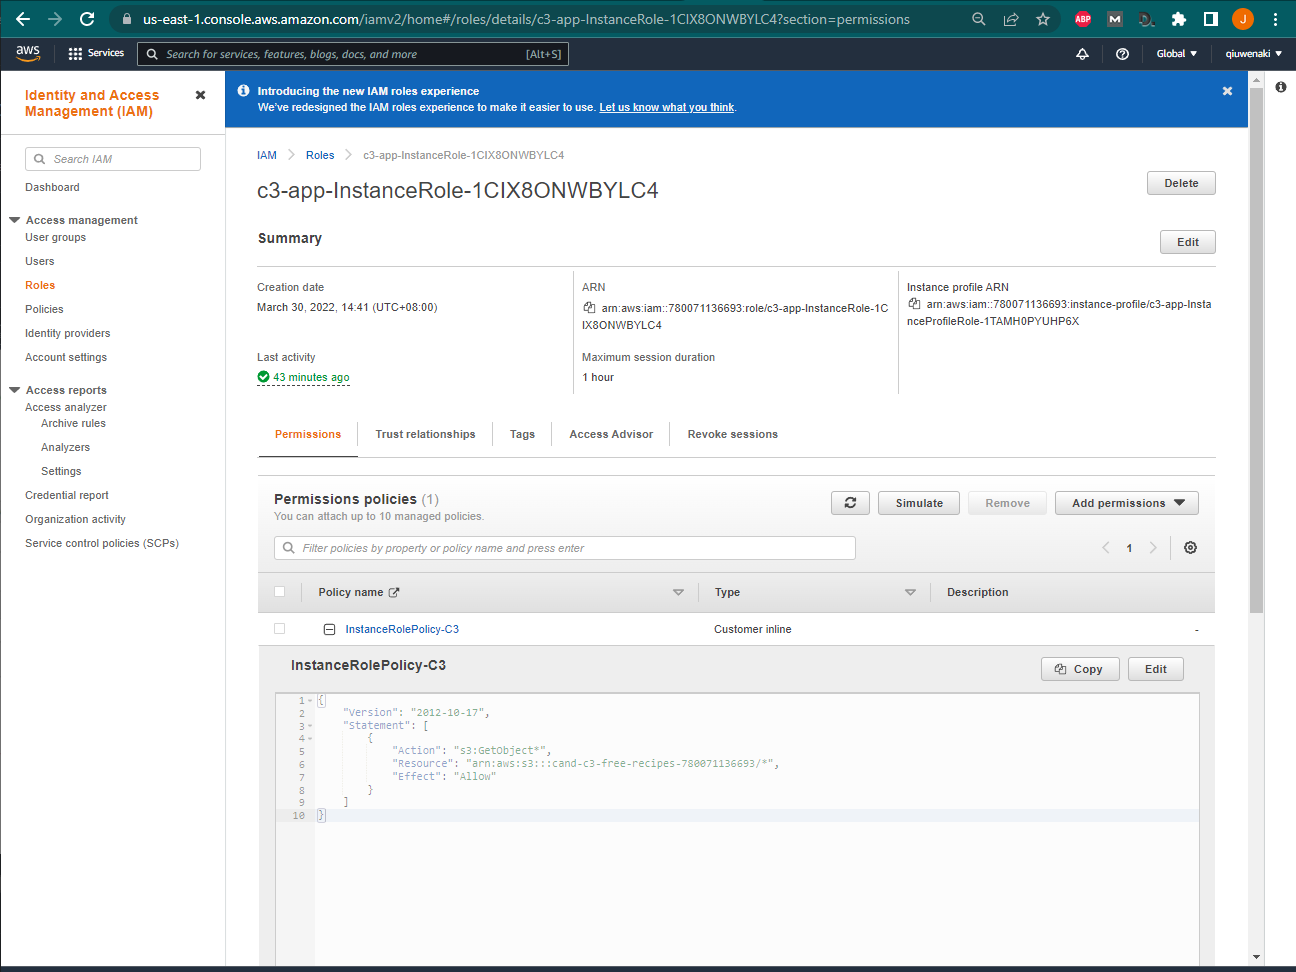 us-east-1.console.aws.amazon.com/iamv2/home#/roles/details/c3-app-InstanceRole-1CIX8ONWBYLC4?section=permissions
ABP
M
J
aws
Services
Search for services, features, blogs, docs, and more
[Alt+S]
Global
qiuwenaki
Identity and Access
Management (IAM)
Search IAM
Dashboard
Access management
User groups
Users
Roles
Policies
Identity providers
Account settings
Access reports
Access analyzer
Archive rules
Analyzers
Settings
Credential report
Organization activity
Service control policies (SCPs)
Introducing the new IAM roles experience
We've redesigned the IAM roles experience to make it easier to use. Let us know what you think.
IAM > Roles > c3-app-InstanceRole-1CIX8ONWBYLC4
c3-app-InstanceRole-1CIX8ONWBYLC4
Delete
Summary
Edit
Creation date
March 30, 2022, 14:41 (UTC+08:00)
Last activity
43 minutes ago
ARN
arn:aws:iam::780071136693:role/c3-app-InstanceRole-1C
IX8ONWBYLC4
Maximum session duration
1 hour
Instance profile ARN
arn:aws:iam::780071136693:instance-profile/c3-app-Insta
nceProfileRole-1TAMH0PYUHP6X
Permissions
Trust relationships
Tags
Access Advisor
Revoke sessions
Permissions policies (1)
You can attach up to 10 managed policies.
Simulate
Remove
Add permissions
Filter policies by property or policy name and press enter
1
Policy name
Type
Description
InstanceRolePolicy-C3
Customer inline
-
InstanceRolePolicy-C3
Copy
Edit
1 {
2 "Version": "2012-10-17",
3 "Statement": [
4 {
5 "Action": "s3:GetObject*",
6 "Resource": "arn:aws:s3:::cand-c3-free-recipes-780071136693/*",
7 "Effect": "Allow"
8 }
9 ]
10 }